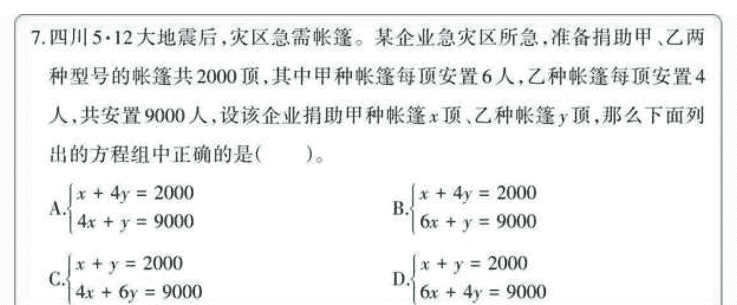 7.四川5·12大地震后,灾区急需帐篷。某企业急灾区所急,准备捐助甲、乙两
种型号的帐篷共2000顶,其中甲种帐篷每顶安置6人,乙种帐篷每顶安置4
人,共安置9000人,设该企业捐助甲种帐篷x顶、乙种帐篷y顶,那么下面列
出的方程组中正确的是(  )。
A.{x + 4y = 2000
4x + y = 9000
B.{x + 4y = 2000
6x + y = 9000
C.{x + y = 2000
4x + 6y = 9000
D.{x + y = 2000
6x + 4y = 9000